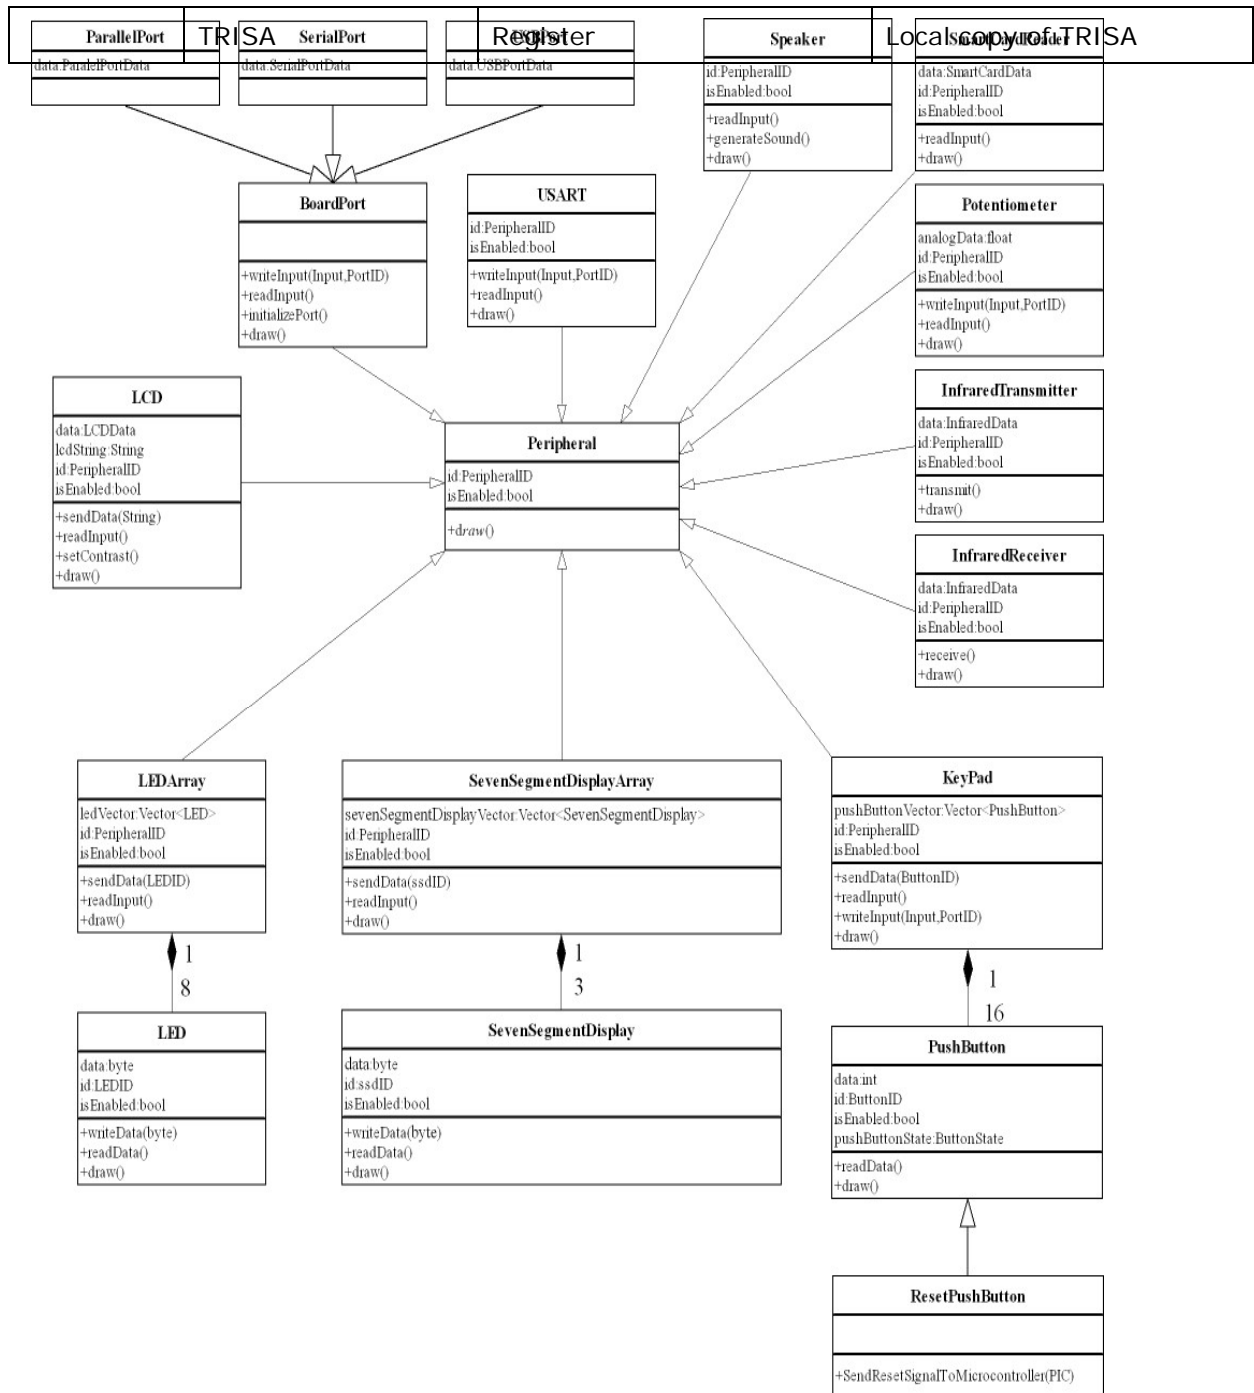 TRISA
Register
Local copy of TRISA
ParallelPort
data:ParalelPortData
SerialPort
data:SerialPortData
USBPort
data:USBPortData
Speaker
id:PeripheralID
isEnabled:bool
+readInput()
+generateSound()
+draw()
SmartCardReader
data:SmartCardData
id:PeripheralID
isEnabled:bool
+readInput()
+draw()
BoardPort
+writeInput(Input,PortID)
+readInput()
+initializePort()
+draw()
USART
id:PeripheralID
isEnabled:bool
+writeInput(Input,PortID)
+readInput()
+draw()
Potentiometer
analogData:float
id:PeripheralID
isEnabled:bool
+writeInput(Input,PortID)
+readInput()
+draw()
LCD
data:LCDData
lcdString:String
id:PeripheralID
isEnabled:bool
+sendData(String)
+readInput()
+setContrast()
+draw()
Peripheral
id:PeripheralID
isEnabled:bool
+draw()
InfraredTransmitter
data:InfraredData
id:PeripheralID
isEnabled:bool
+transmit()
+draw()
InfraredReceiver
data:InfraredData
id:PeripheralID
isEnabled:bool
+receive()
+draw()
LEDArray
ledVector:Vector<LED>
id:PeripheralID
isEnabled:bool
+sendData(LEDID)
+readInput()
+draw()
1
8
SevenSegmentDisplayArray
sevenSegmentDisplayVector:Vector<SevenSegmentDisplay>
id:PeripheralID
isEnabled:bool
+sendData(ssdID)
+readInput()
+draw()
1
3
KeyPad
pushButtonVector:Vector<PushButton>
id:PeripheralID
isEnabled:bool
+sendData(ButtonID)
+readInput()
+writeInput(Input,PortID)
+draw()
1
16
LED
data:byte
id:LEDID
isEnabled:bool
+writeData(byte)
+readData()
+draw()
SevenSegmentDisplay
data:byte
id:ssdID
isEnabled:bool
+writeData(byte)
+readData()
+draw()
PushButton
data:int
id:ButtonID
isEnabled:bool
pushButtonState:ButtonState
+readData()
+draw()
ResetPushButton
+SendResetSignalToMicrocontroller(PIC)